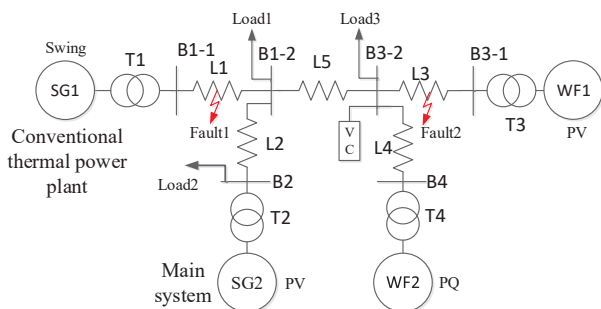 Load1
Load3
Swing
T1
B1-1
B1-2
B3-2
B3-1
L1
L5
L3
SG1
WF1
Fault1
Fault2
T3
PV
Conventional
thermal power
plant
L2
V
C
L4
Load2
B2
B4
T2
T4
Main
system
SG2
PV
WF2
PQ